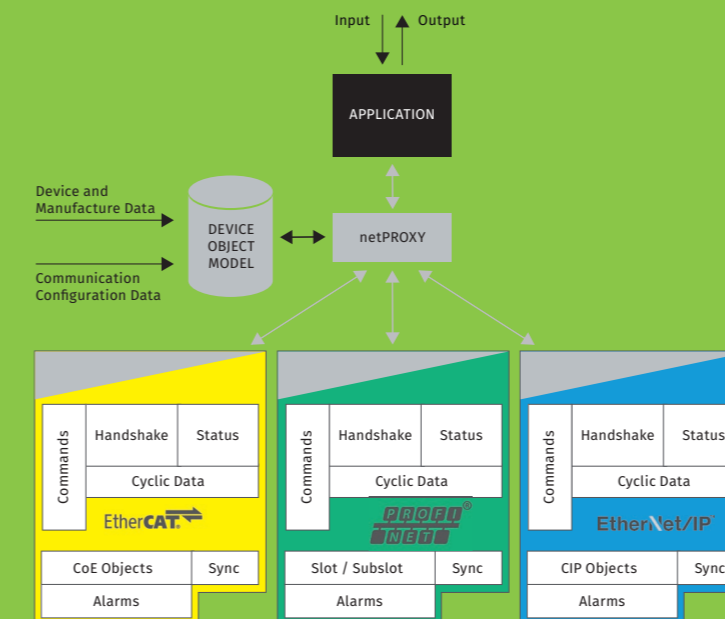 Input
Output
APPLICATION
Device and
Manufacture Data
DEVICE
OBJECT
MODEL
netPROXY
Communication
Configuration Data
Commands
Handshake
Status
Cyclic Data
EtherCAT®
CoE Objects
Sync
Alarms
Commands
Handshake
Status
Cyclic Data
PROFI®
NET
Slot / Subslot
Sync
Alarms
Commands
Handshake
Status
Cyclic Data
EtherNet/IP™
CIP Objects
Sync
Alarms